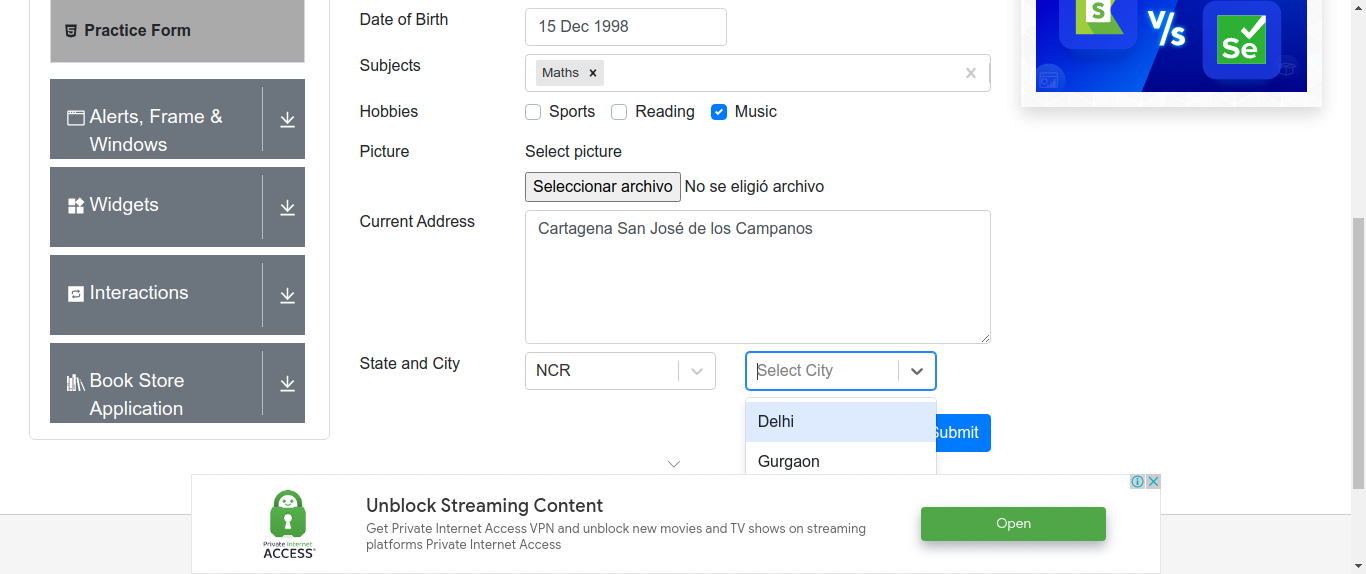 Practice Form
Alerts, Frame &
Windows
Widgets
Interactions
Book Store
Application
Date of Birth
15 Dec 1998
Subjects
Maths
Hobbies
Sports
Reading
Music
Picture
Select picture
Seleccionar archivo No se eligió archivo
Current Address
Cartagena San José de los Campanos
State and City
NCR
Select City
Delhi
Gurgaon
Submit
S
V/s
Se
Unblock Streaming Content
Get Private Internet Access VPN and unblock new movies and TV shows on streaming
platforms Private Internet Access
Private Internet
ACCESS
Open